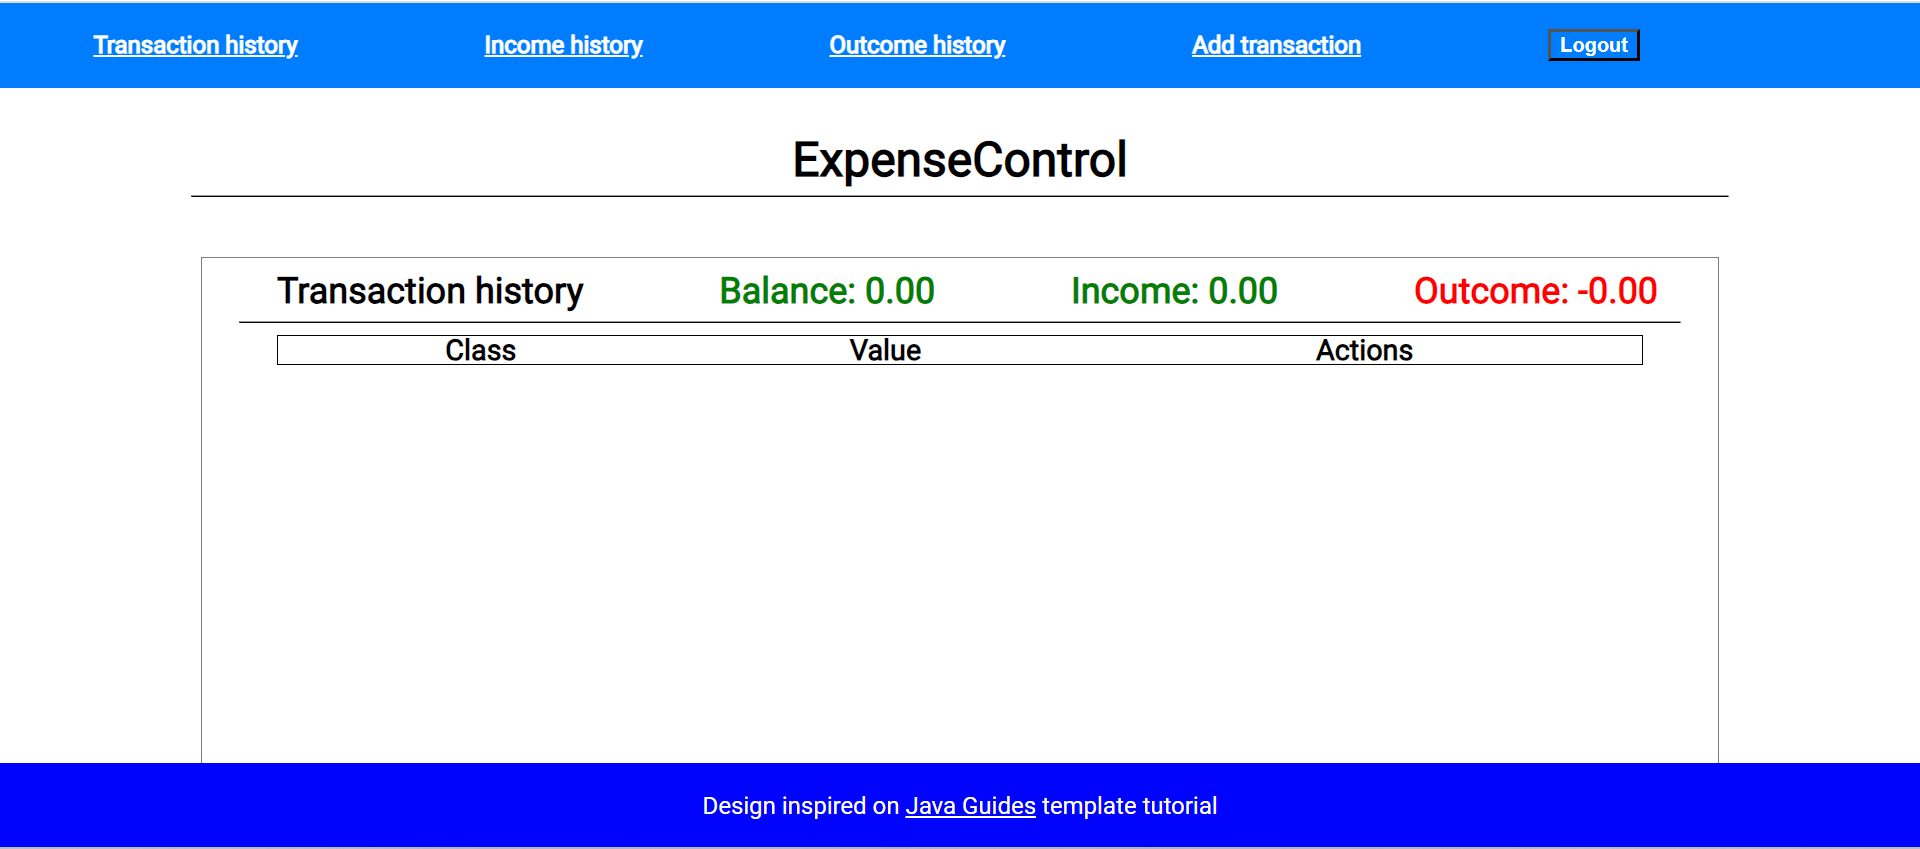 Transaction history Income history Outcome history Add transaction Logout
ExpenseControl
Transaction history Balance: 0.00 Income: 0.00 Outcome: -0.00
Class Value Actions
Design inspired on Java Guides template tutorial